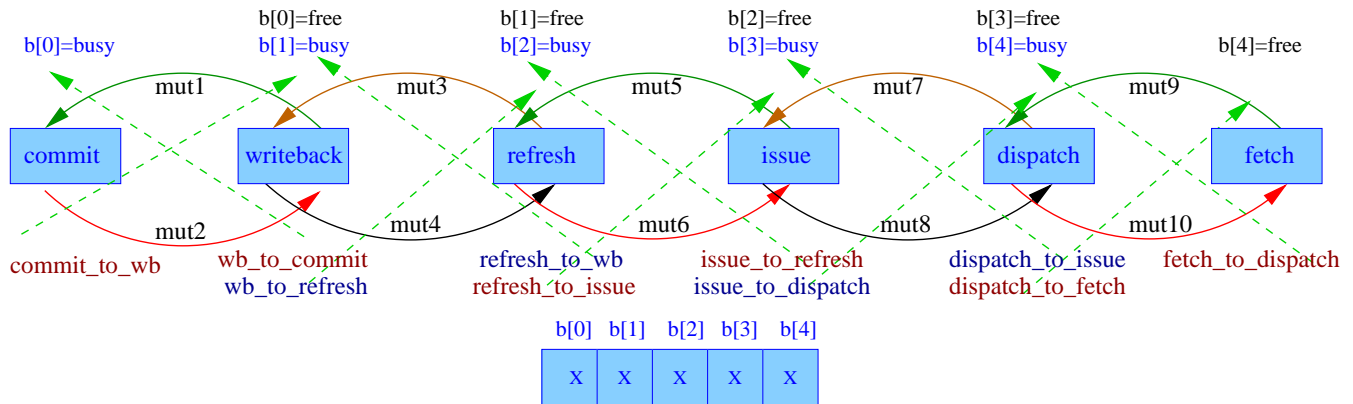 b[0]=free b[1]=free b[2]=free b[3]=free
b[0]=busy b[1]=busy b[2]=busy b[3]=busy b[4]=busy b[4]=free
mut1 mut3 mut5 mut7 mut9
commit writeback refresh issue dispatch fetch
mut2 mut4 mut6 mut8 mut10
commit_to_wb wb_to_commit refresh_to_wb issue_to_refresh dispatch_to_issue fetch_to_dispatch
wb_to_refresh refresh_to_issue issue_to_dispatch dispatch_to_fetch
b[0] b[1] b[2] b[3] b[4]
X X X X X